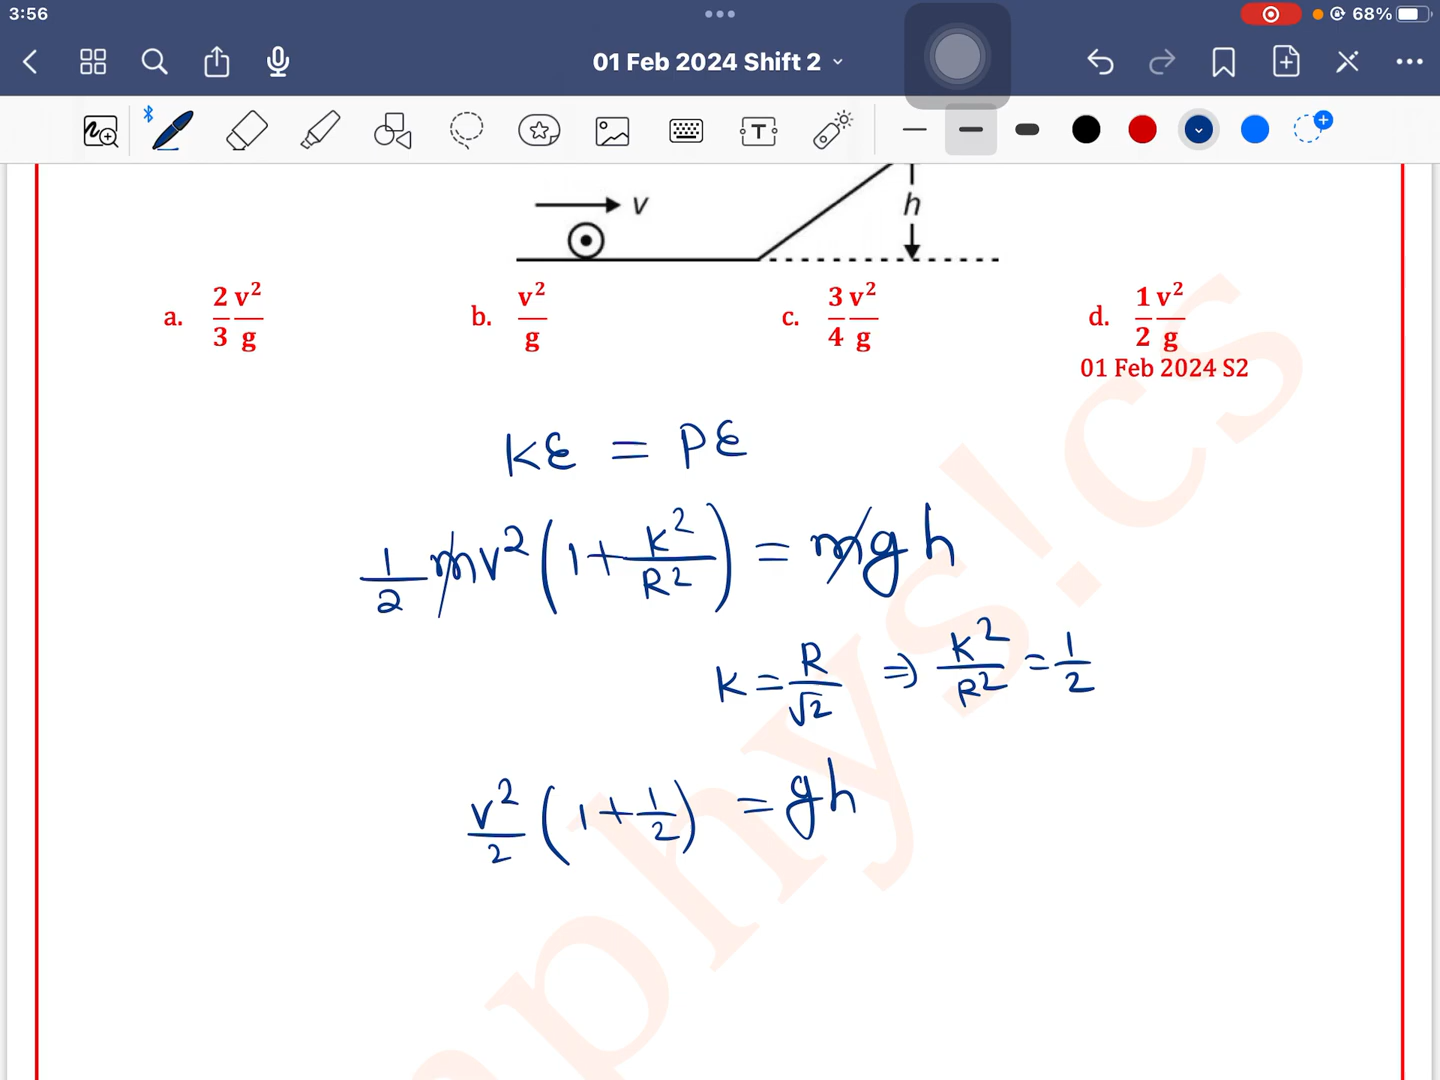 3:56
68%
01 Feb 2024 Shift 2
T
v
h
a. 2/3 v²/g b. v²/g c. 3/4 v²/g d. 1/2 v²/g
01 Feb 2024 S2
KE = PE
1/2 mv² (1 + K²/R²) = mgh
K = R/√2 ⇒ K²/R² = 1/2
v²/2 (1 + 1/2) = gh
phys!cs